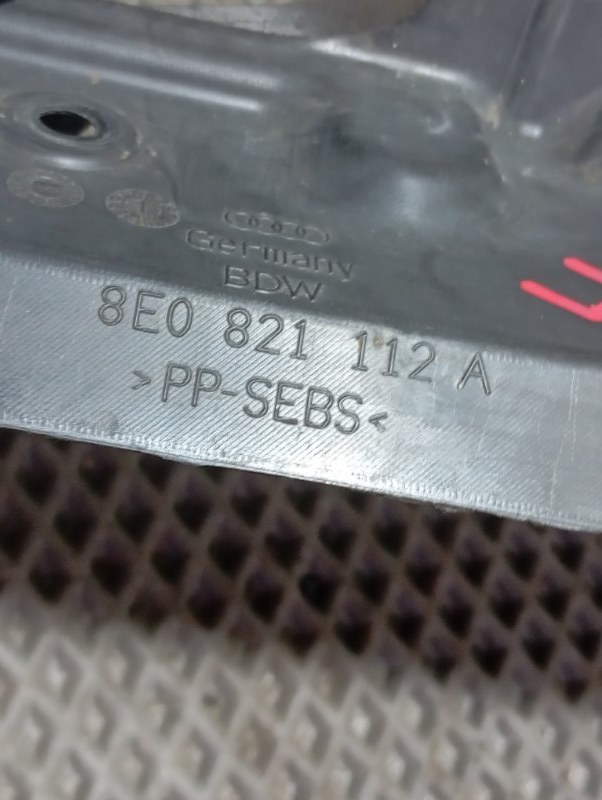 Germany
BDW
8E0 821 112 A
>PP-SEBS<